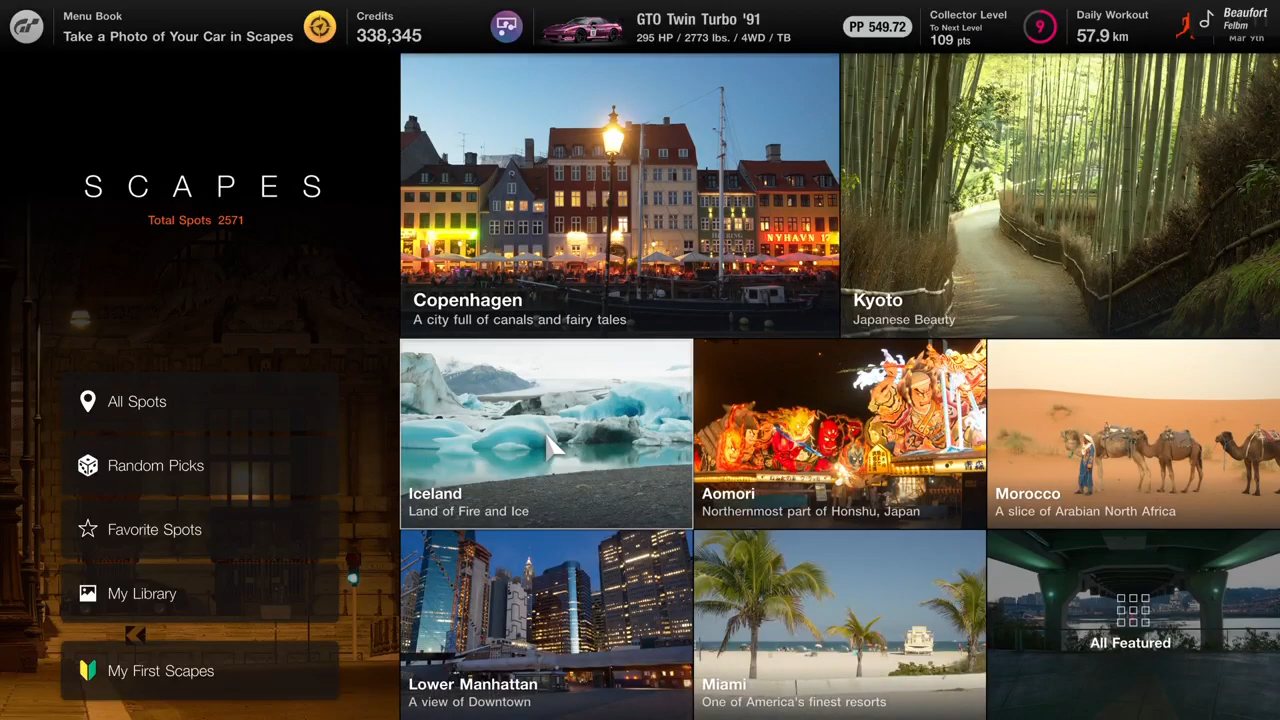 Menu Book
Take a Photo of Your Car in Scapes
Credits
338,345
GTO Twin Turbo '91
295 HP / 2773 lbs. / 4WD / TB
PP 549.72
Collector Level
To Next Level
109 pts
9
Daily Workout
57.9 km
Beaufort
Felbm
Mar 9th
SCAPES
Total Spots 2571
All Spots
Random Picks
Favorite Spots
My Library
My First Scapes
NYHAVN 17
Copenhagen
A city full of canals and fairy tales
Kyoto
Japanese Beauty
Iceland
Land of Fire and Ice
Aomori
Northernmost part of Honshu, Japan
Morocco
A slice of Arabian North Africa
Lower Manhattan
A view of Downtown
Miami
One of America's finest resorts
All Featured